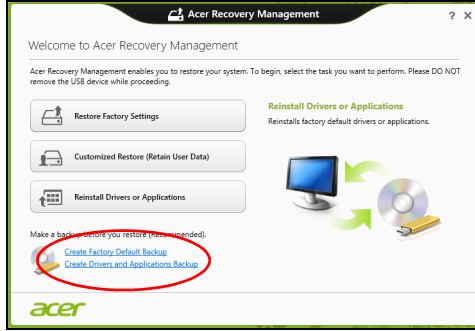 Acer Recovery Management
? X
Welcome to Acer Recovery Management
Acer Recovery Management enables you to restore your system. To begin, select the task you want to perform. Please DO NOT
remove the USB device while proceeding.
Restore Factory Settings
Customized Restore (Retain User Data)
Reinstall Drivers or Applications
Reinstall Drivers or Applications
Reinstalls factory default drivers or applications.
Make a backup before you restore (Recommended).
Create Factory Default Backup
Create Drivers and Applications Backup
acer